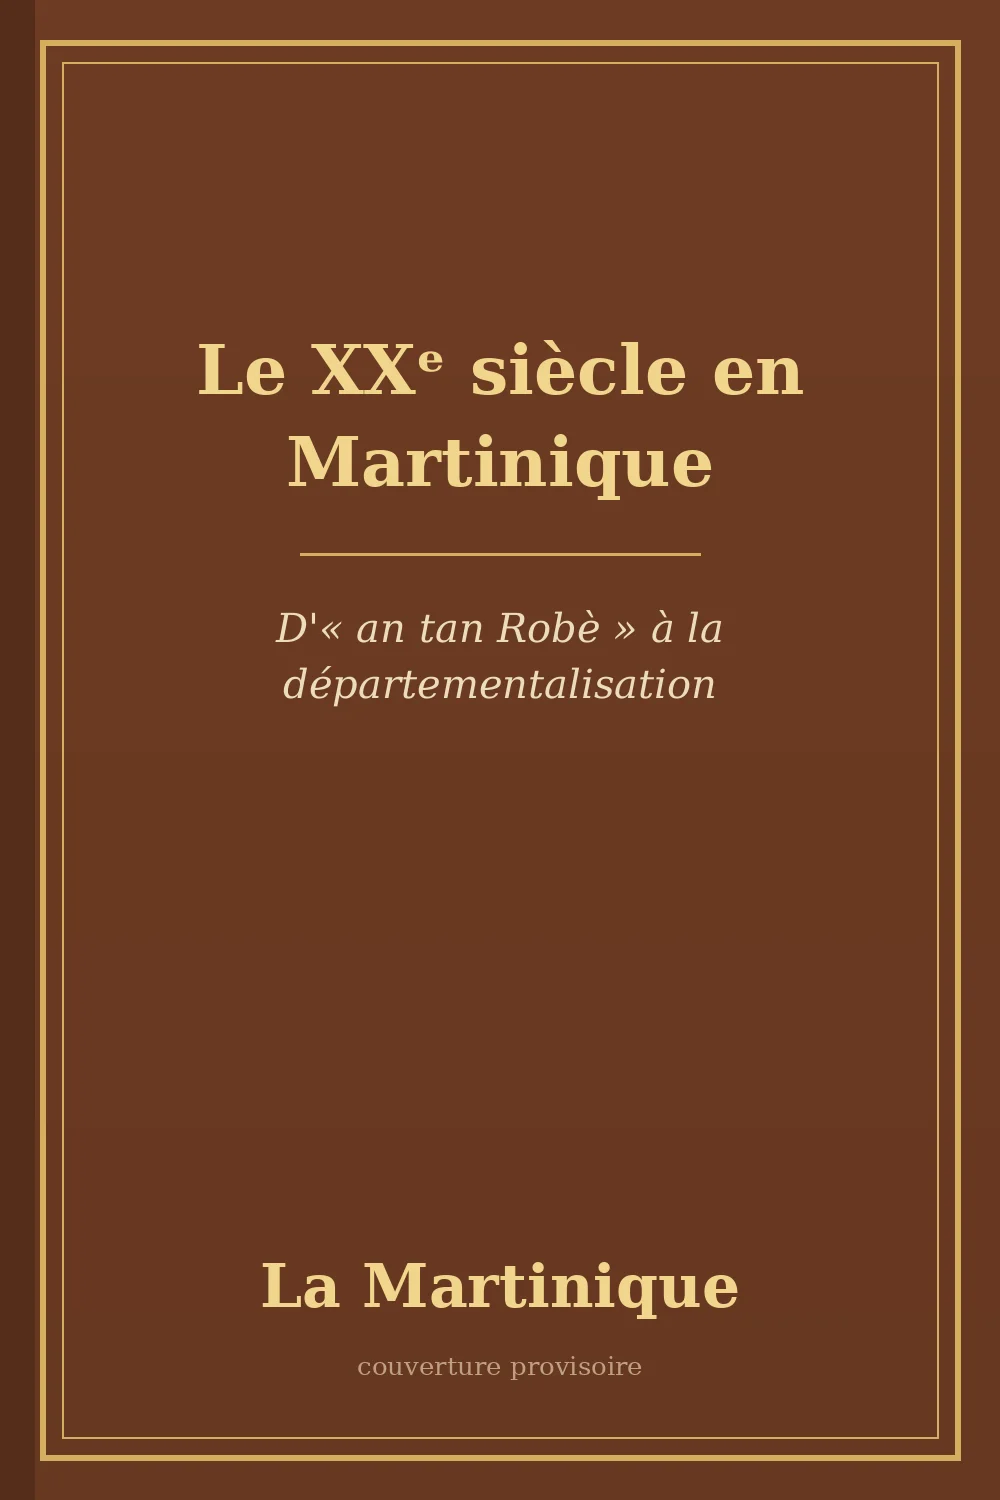 Le XXᵉ siècle en
Martinique
D'« an tan Robè » à la
départementalisation
La Martinique
couverture provisoire